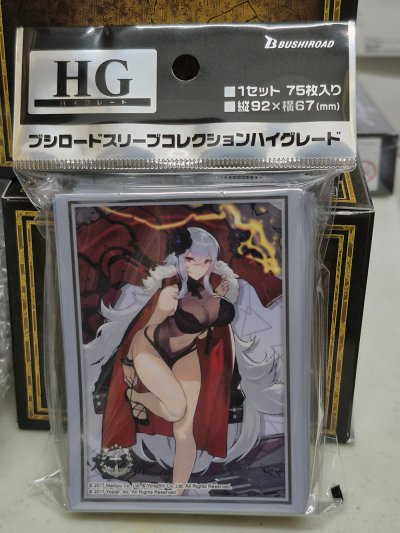 BUSHIROAD
HG
ハイグレード
■1セット 75枚入り
■縦92×横67(mm)
ブシロードスリーブコレクションハイグレード
© 2017 Manjuu Co., Ltd. & YongShi Co., Ltd. All Rights Reserved.
© 2017 Yostar, Inc. All Rights Reserved.